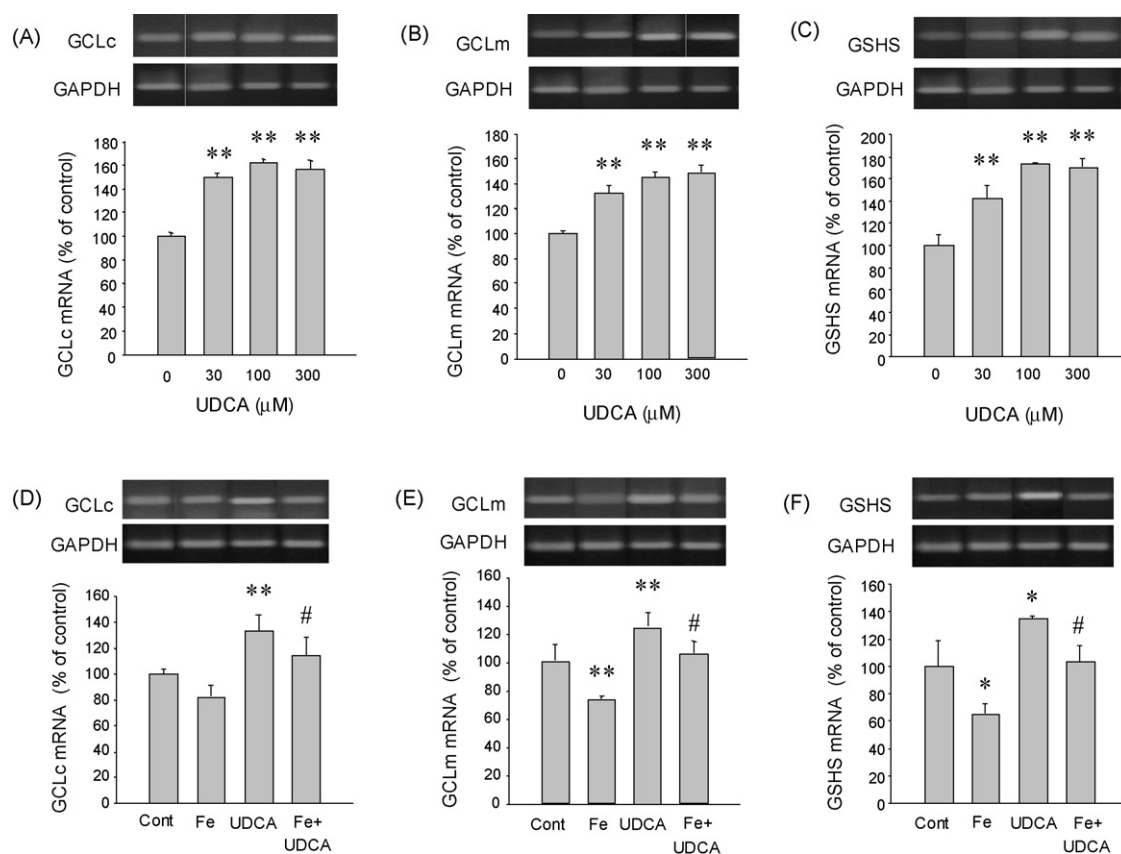 (A)
GCLc
GAPDH
GCLc mRNA (% of control)
180
160
140
120
100
80
60
40
20
0
**
**
**
0 30 100 300
UDCA (μM)
(B)
GCLm
GAPDH
GCLm mRNA (% of control)
180
160
140
120
100
80
60
40
20
0
**
**
**
0 30 100 300
UDCA (μM)
(C)
GSHS
GAPDH
GSHS mRNA (% of control)
200
180
160
140
120
100
80
60
40
20
0
**
**
**
0 30 100 300
UDCA (μM)
(D)
GCLc
GAPDH
GCLc mRNA (% of control)
160
140
120
100
80
60
40
20
0
**
#
Cont Fe UDCA Fe+
UDCA
(E)
GCLm
GAPDH
GCLm mRNA (% of control)
160
140
120
100
80
60
40
20
0
**
**
#
Cont Fe UDCA Fe+
UDCA
(F)
GSHS
GAPDH
GSHS mRNA (% of control)
160
140
120
100
80
60
40
20
0
*
*
#
Cont Fe UDCA Fe+
UDCA